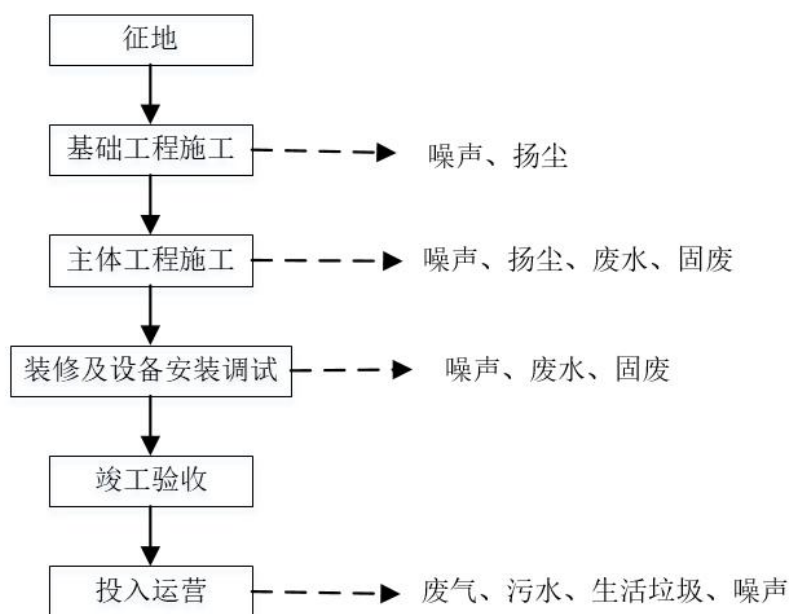 征地
基础工程施工
噪声、扬尘
主体工程施工
噪声、扬尘、废水、固废
装修及设备安装调试
噪声、废水、固废
竣工验收
投入运营
废气、污水、生活垃圾、噪声